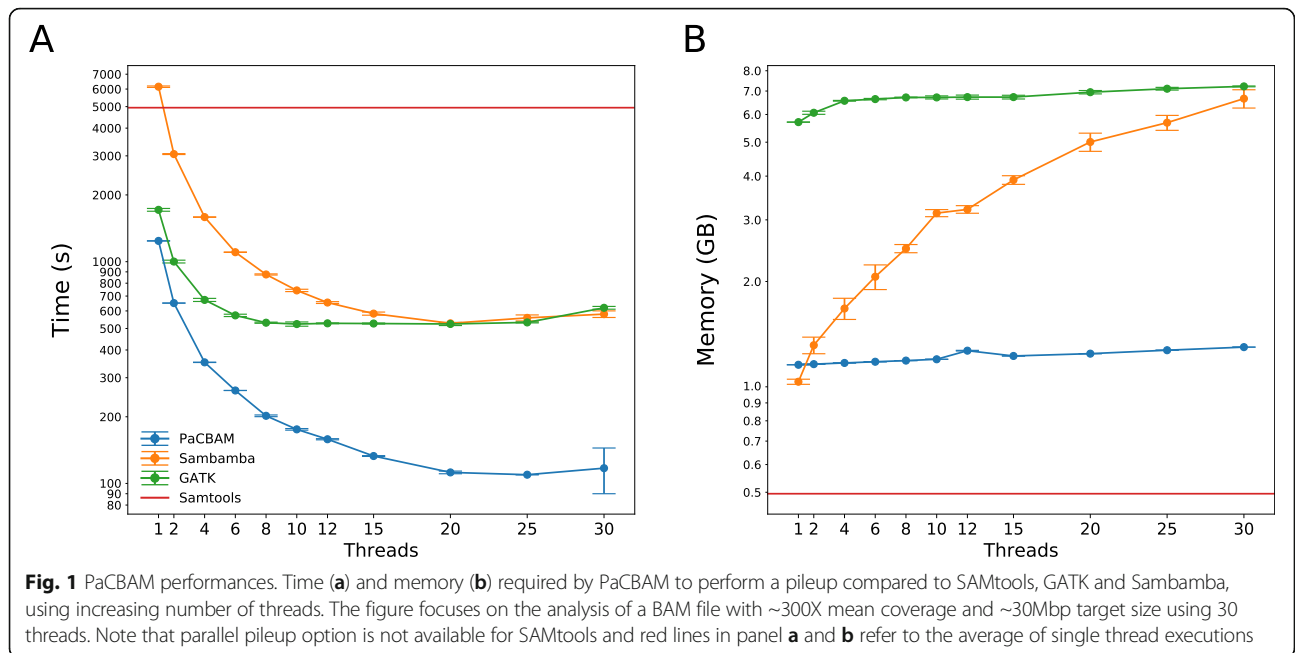 A
B
7000
6000
5000
4000
3000
2000
1000
900
800
700
600
500
400
300
200
100
90
80
Time (s)
PaCBAM
Sambamba
GATK
Samtools
1 2 4 6 8 10 12 15 20 25 30
Threads
8.0
7.0
6.0
5.0
4.0
3.0
2.0
1.0
0.9
0.8
0.7
0.6
0.5
Memory (GB)
1 2 4 6 8 10 12 15 20 25 30
Threads
Fig. 1 PaCBAM performances. Time (a) and memory (b) required by PaCBAM to perform a pileup compared to SAMtools, GATK and Sambamba,
using increasing number of threads. The figure focuses on the analysis of a BAM file with ~300X mean coverage and ~30Mbp target size using 30
threads. Note that parallel pileup option is not available for SAMtools and red lines in panel a and b refer to the average of single thread executions